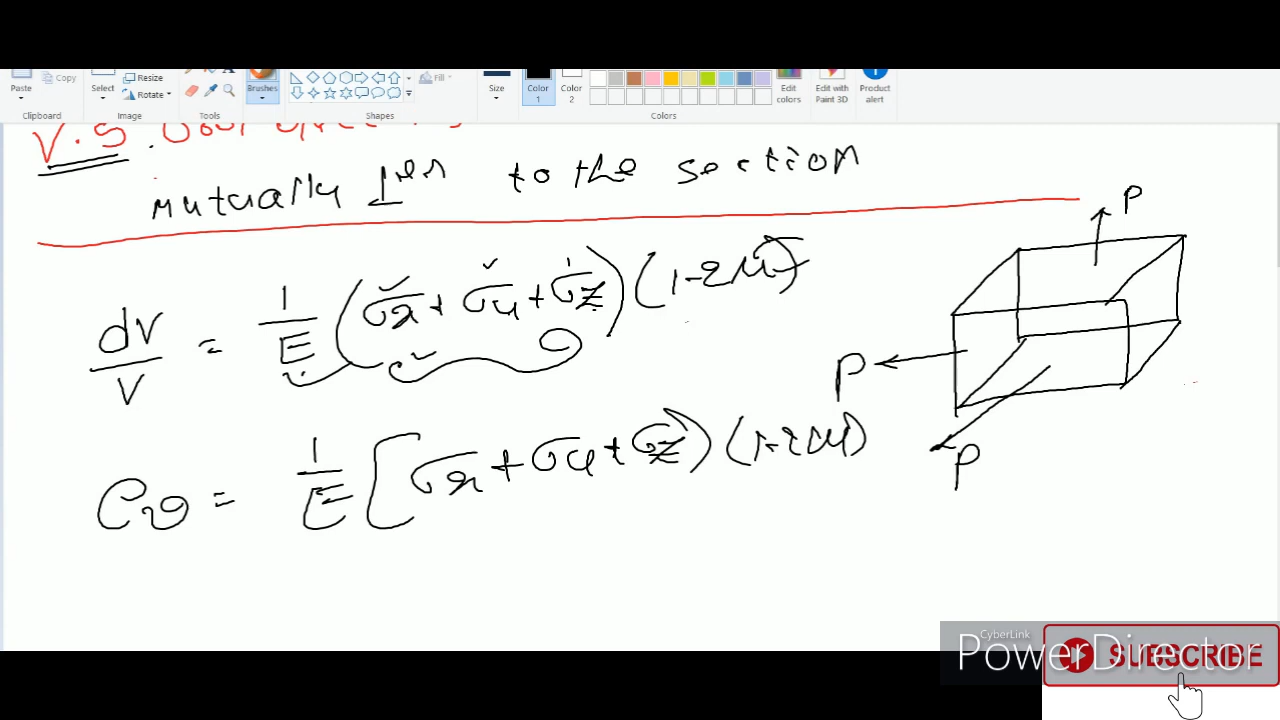 Paste
Copy
Select
Resize
Rotate
Brushes
Fill
Size
Color 1
Color 2
Edit colors
Edit with Paint 3D
Product alert
Clipboard
Image
Tools
Shapes
Colors
V.S.
mutually ⊥er to the section
P
dV/V = 1/E (σx + σy + σz) (1-2μ)
P
P
ev = 1/E [σx + σy + σz) (1-2μ)
CyberLink
PowerDirector
SUBSCRIBE